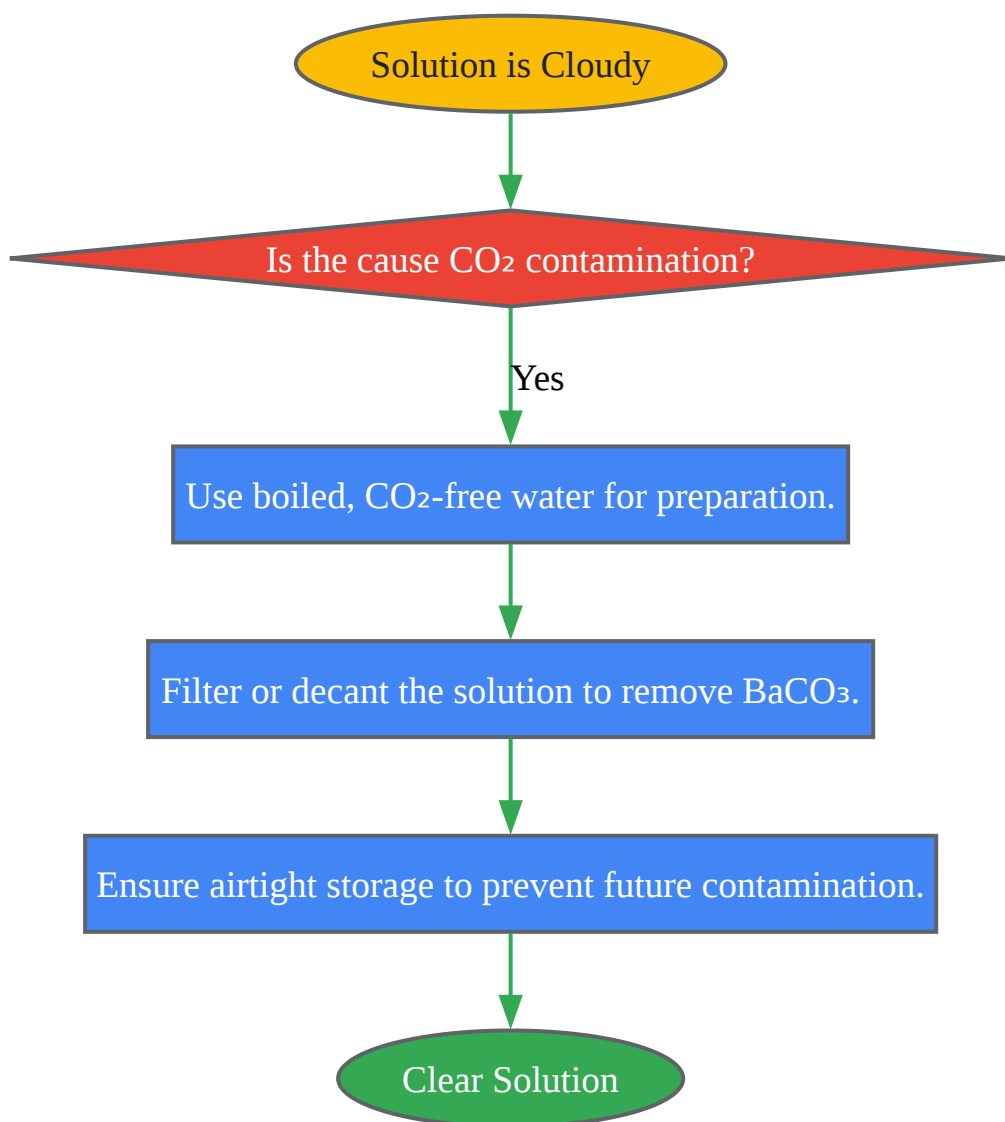 Solution is Cloudy
Is the cause CO₂ contamination?
Yes
Use boiled, CO₂-free water for preparation.
Filter or decant the solution to remove BaCO₃.
Ensure airtight storage to prevent future contamination.
Clear Solution